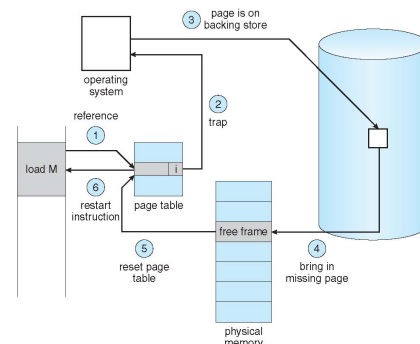 3
page is on
backing store
operating
system
2
trap
reference
1
load M
i
6
restart
instruction
page table
free frame
5
reset page
table
4
bring in
missing page
physical
memory